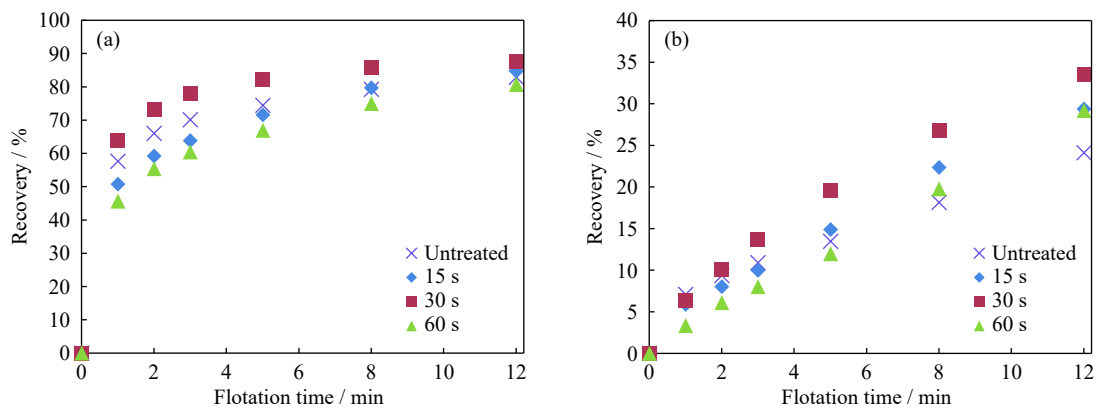 (a)
Recovery / %
100
90
80
70
60
50
40
30
20
10
0
0 2 4 6 8 10 12
Flotation time / min
Untreated
15 s
30 s
60 s
(b)
Recovery / %
40
35
30
25
20
15
10
5
0
0 2 4 6 8 10 12
Flotation time / min
Untreated
15 s
30 s
60 s